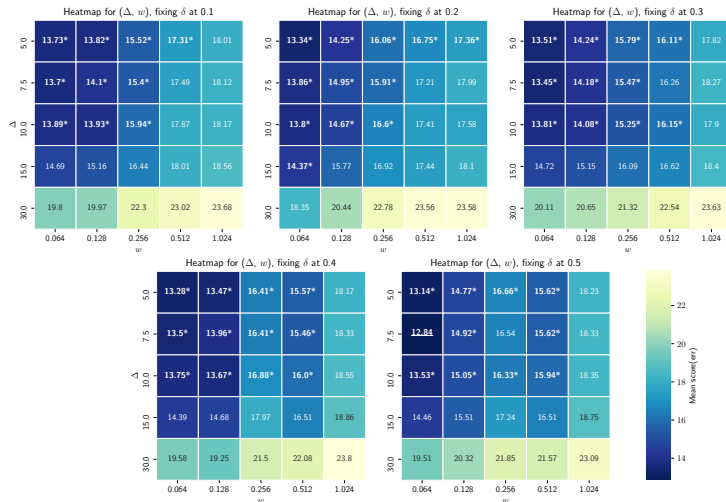 Heatmap for (Δ, w), fixing δ at 0.1
5.0 13.73* 13.82* 15.52* 17.31* 18.01
7.5 13.7* 14.1* 15.4* 17.49 18.12
10.0 13.89* 13.93* 15.94* 17.87 18.17
15.0 14.69 15.16 16.44 18.01 18.56
30.0 19.8 19.97 22.3 23.02 23.68
Δ
0.064 0.128 0.256 0.512 1.024
w
Heatmap for (Δ, w), fixing δ at 0.2
5.0 13.34* 14.25* 16.06* 16.75* 17.36*
7.5 13.86* 14.95* 15.91* 17.21 17.99
10.0 13.8* 14.67* 16.6* 17.41 17.58
15.0 14.37* 15.77 16.92 17.44 18.1
30.0 18.35 20.44 22.78 23.56 23.58
0.064 0.128 0.256 0.512 1.024
w
Heatmap for (Δ, w), fixing δ at 0.3
5.0 13.51* 14.24* 15.79* 16.11* 17.82
7.5 13.45* 14.18* 15.47* 16.26 18.27
10.0 13.81* 14.08* 15.25* 16.15* 17.9
15.0 14.72 15.15 16.09 16.62 18.4
30.0 20.11 20.65 21.32 22.54 23.63
0.064 0.128 0.256 0.512 1.024
w
Heatmap for (Δ, w), fixing δ at 0.4
5.0 13.28* 13.47* 16.41* 15.57* 18.17
7.5 13.5* 13.96* 16.41* 15.46* 18.33
10.0 13.75* 13.67* 16.88* 16.0* 18.55
15.0 14.39 14.68 17.97 16.51 18.86
30.0 19.58 19.25 21.5 22.08 23.8
Δ
0.064 0.128 0.256 0.512 1.024
w
Heatmap for (Δ, w), fixing δ at 0.5
5.0 13.14* 14.77* 16.66* 15.62* 18.23
7.5 12.84 14.92* 16.54 15.62* 18.33
10.0 13.53* 15.05* 16.33* 15.94* 18.35
15.0 14.46 15.51 17.24 16.51 18.75
30.0 19.51 20.32 21.85 21.57 23.09
0.064 0.128 0.256 0.512 1.024
w
22
20
18
16
14
Mean score(err)